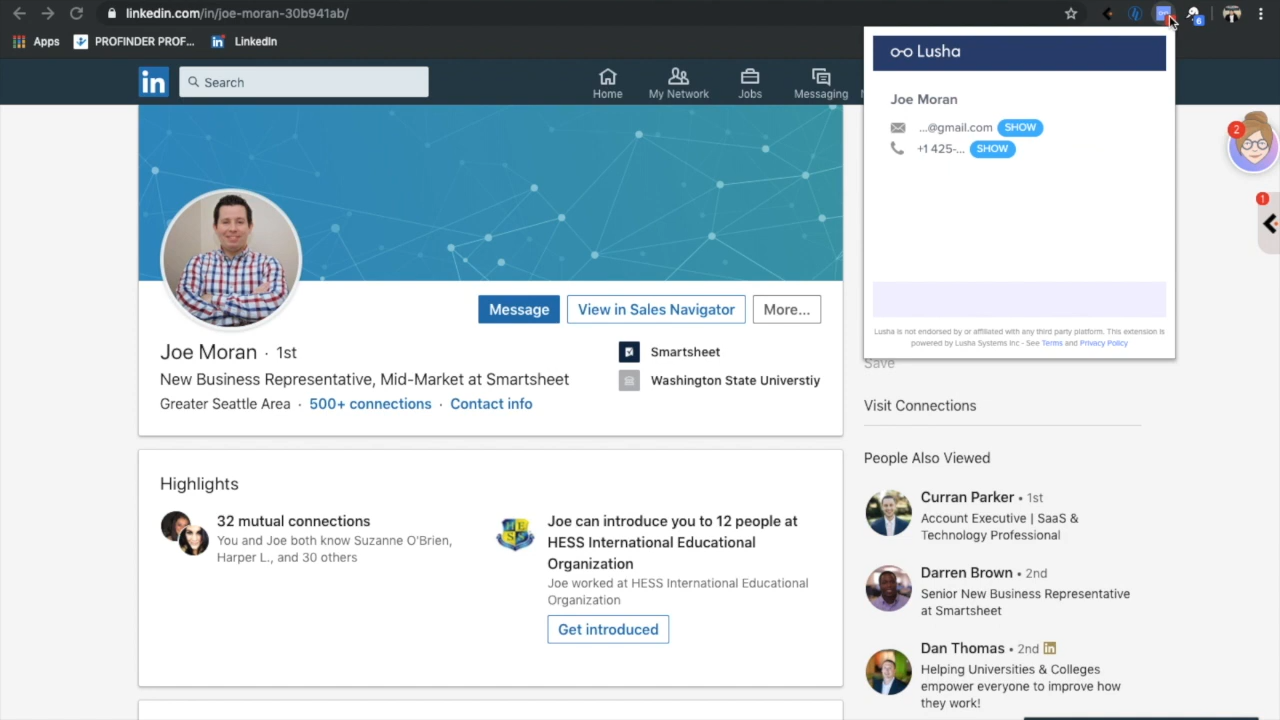 linkedin.com/in/joe-moran-30b941ab/
6
Apps
PROFINDER PROF...
in LinkedIn
in
Search
Home
My Network
Jobs
Messaging
Lusha
Joe Moran
...@gmail.com SHOW
+1 425-... SHOW
Lusha is not endorsed by or affiliated with any third party platform. This extension is
powered by Lusha Systems Inc - See Terms and Privacy Policy
2
1
Message
View in Sales Navigator
More...
Joe Moran · 1st
New Business Representative, Mid-Market at Smartsheet
Greater Seattle Area · 500+ connections · Contact info
Smartsheet
Washington State Universtiy
Save
Visit Connections
People Also Viewed
Curran Parker • 1st
Account Executive | SaaS &
Technology Professional
Darren Brown • 2nd
Senior New Business Representative
at Smartsheet
Dan Thomas • 2nd in
Helping Universities & Colleges
empower everyone to improve how
they work!
Highlights
32 mutual connections
You and Joe both know Suzanne O'Brien,
Harper L., and 30 others
HESS
Joe can introduce you to 12 people at
HESS International Educational
Organization
Joe worked at HESS International Educational
Organization
Get introduced